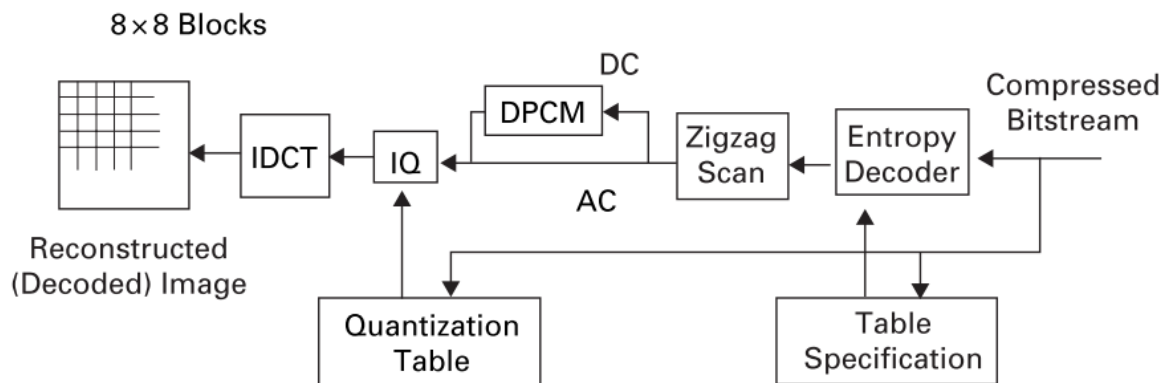 8×8 Blocks
DC
Compressed
Bitstream
DPCM
Zigzag
Scan
Entropy
Decoder
IDCT
IQ
AC
Reconstructed
(Decoded) Image
Quantization
Table
Table
Specification